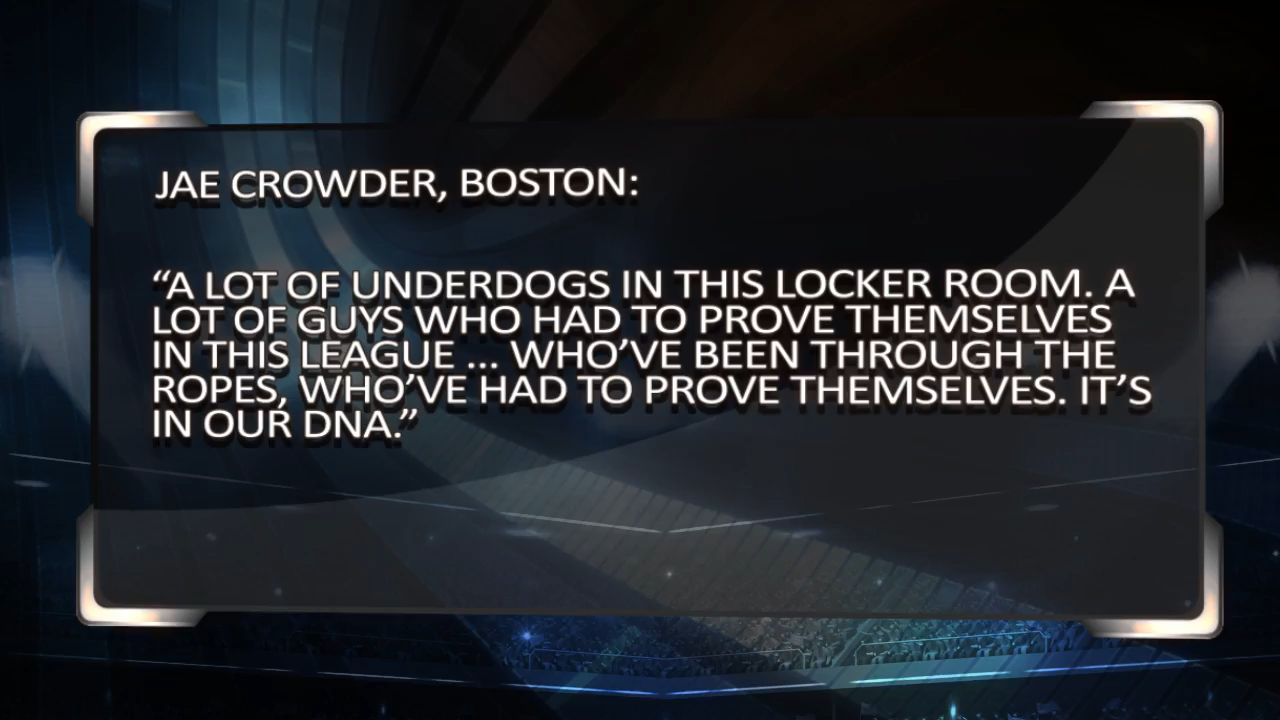 JAE CROWDER, BOSTON:
“A LOT OF UNDERDOGS IN THIS LOCKER ROOM. A
LOT OF GUYS WHO HAD TO PROVE THEMSELVES
IN THIS LEAGUE ... WHO’VE BEEN THROUGH THE
ROPES, WHO’VE HAD TO PROVE THEMSELVES. IT’S
IN OUR DNA.”